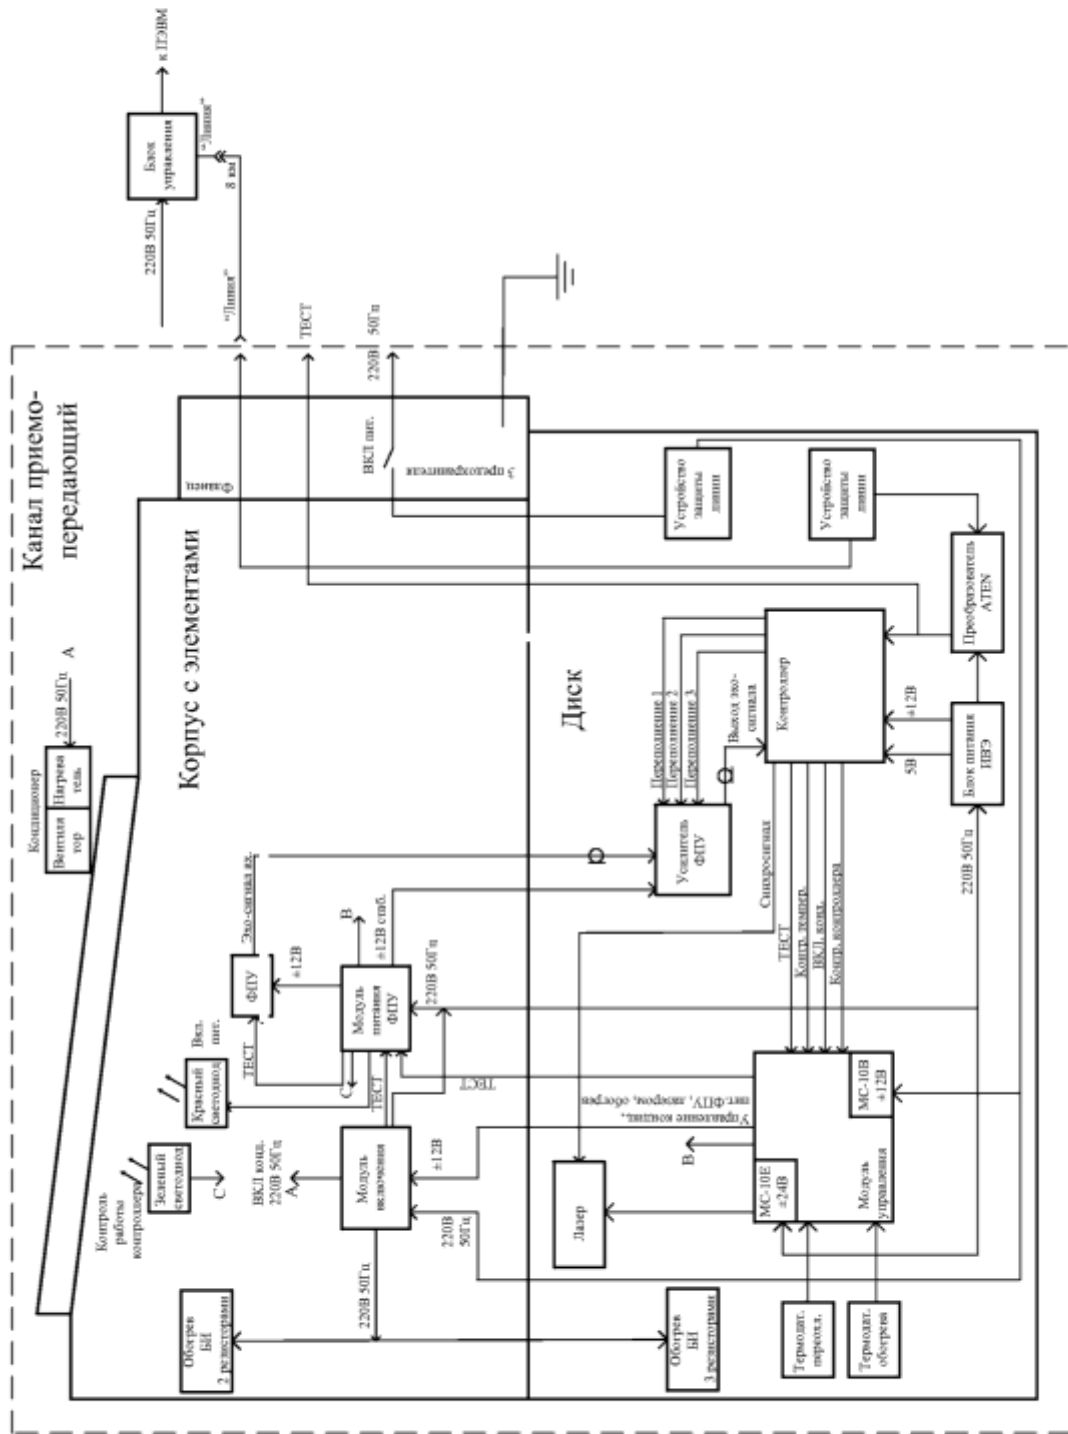 Канал приемо-
передающий
Кондиционер
Вентиля
тор
Нагрева
тель
220В 50Гц
А
Корпус с элементами
Контроль
работы
контроллера
Зеленый
светодиод
С
Красный
светодиод
Вкл.
пит.
ТЕСТ
ФПУ
Эхо-сигнал вх.
±12В
Модуль
питания
ФПУ
В
±12В стб.
220В 50Гц
С
ТЕСТ
ВКЛ конд.
220В 50Гц
А
Модуль
включения
±12В
220В
50Гц
220В 50Гц
Обогрев
БИ
2 резисторами
Фланец
ВКЛ пит.
3 предохранителя
220В 50Гц
ТЕСТ
"Линия"
8 км
"Линия"
220В 50Гц
Блок
управления
к ПЭВМ
Диск
Обогрев
БИ
3 резисторами
Лазер
ТЕСТ
Управление кондиц.,
пит.ФПУ, лазером, обогрев
В
МС-10Е
±24В
МС-10В
±12В
Модуль
управления
Термодат.
переохл.
Термодат.
обогрева
Синхросигнал
ТЕСТ
Контр. темпер.
ВКЛ. конд.
Контр. контроллера
Усилитель
ФПУ
Переполнение 1
Переполнение 2
Переполнение 3
Выход эхо-
сигнала
Контроллер
5В
±12В
220В 50Гц
Блок питания
ИВЭ
Преобразователь
ATEN
Устройство
защиты
линии
Устройство
защиты
линии